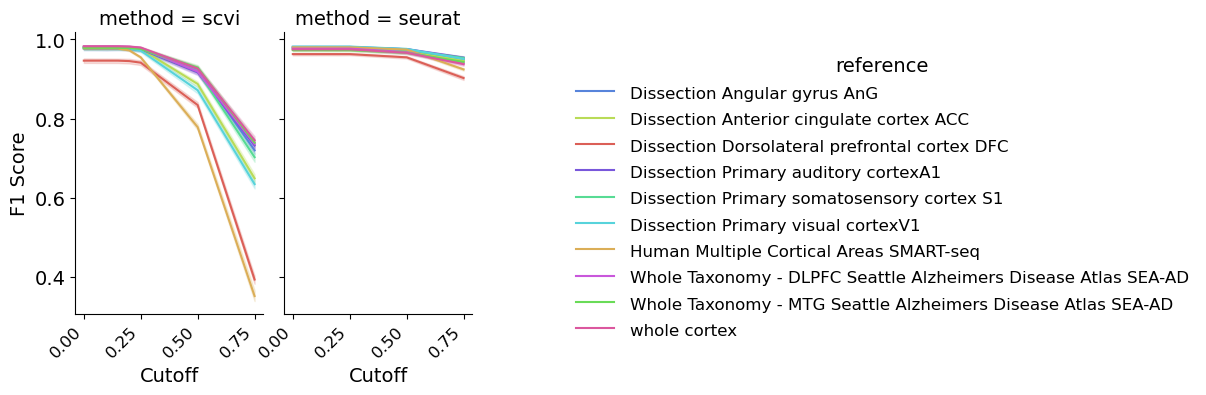 method = scvi
method = seurat
1.0
0.8
0.6
0.4
F1 Score
0.00
0.25
0.50
0.75
Cutoff
0.00
0.25
0.50
0.75
Cutoff
reference
Dissection Angular gyrus AnG
Dissection Anterior cingulate cortex ACC
Dissection Dorsolateral prefrontal cortex DFC
Dissection Primary auditory cortexA1
Dissection Primary somatosensory cortex S1
Dissection Primary visual cortexV1
Human Multiple Cortical Areas SMART-seq
Whole Taxonomy - DLPFC Seattle Alzheimers Disease Atlas SEA-AD
Whole Taxonomy - MTG Seattle Alzheimers Disease Atlas SEA-AD
whole cortex